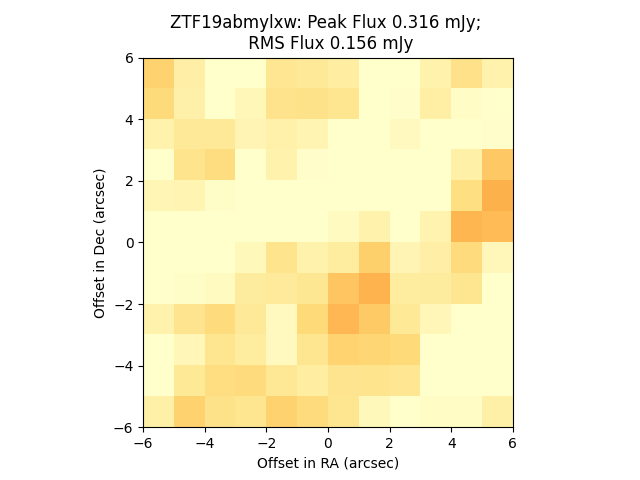 ZTF19abmylxw: Peak Flux 0.316 mJy;
RMS Flux 0.156 mJy
6
4
2
0
−2
−4
−6
Offset in Dec (arcsec)
−6 −4 −2 0 2 4 6
Offset in RA (arcsec)